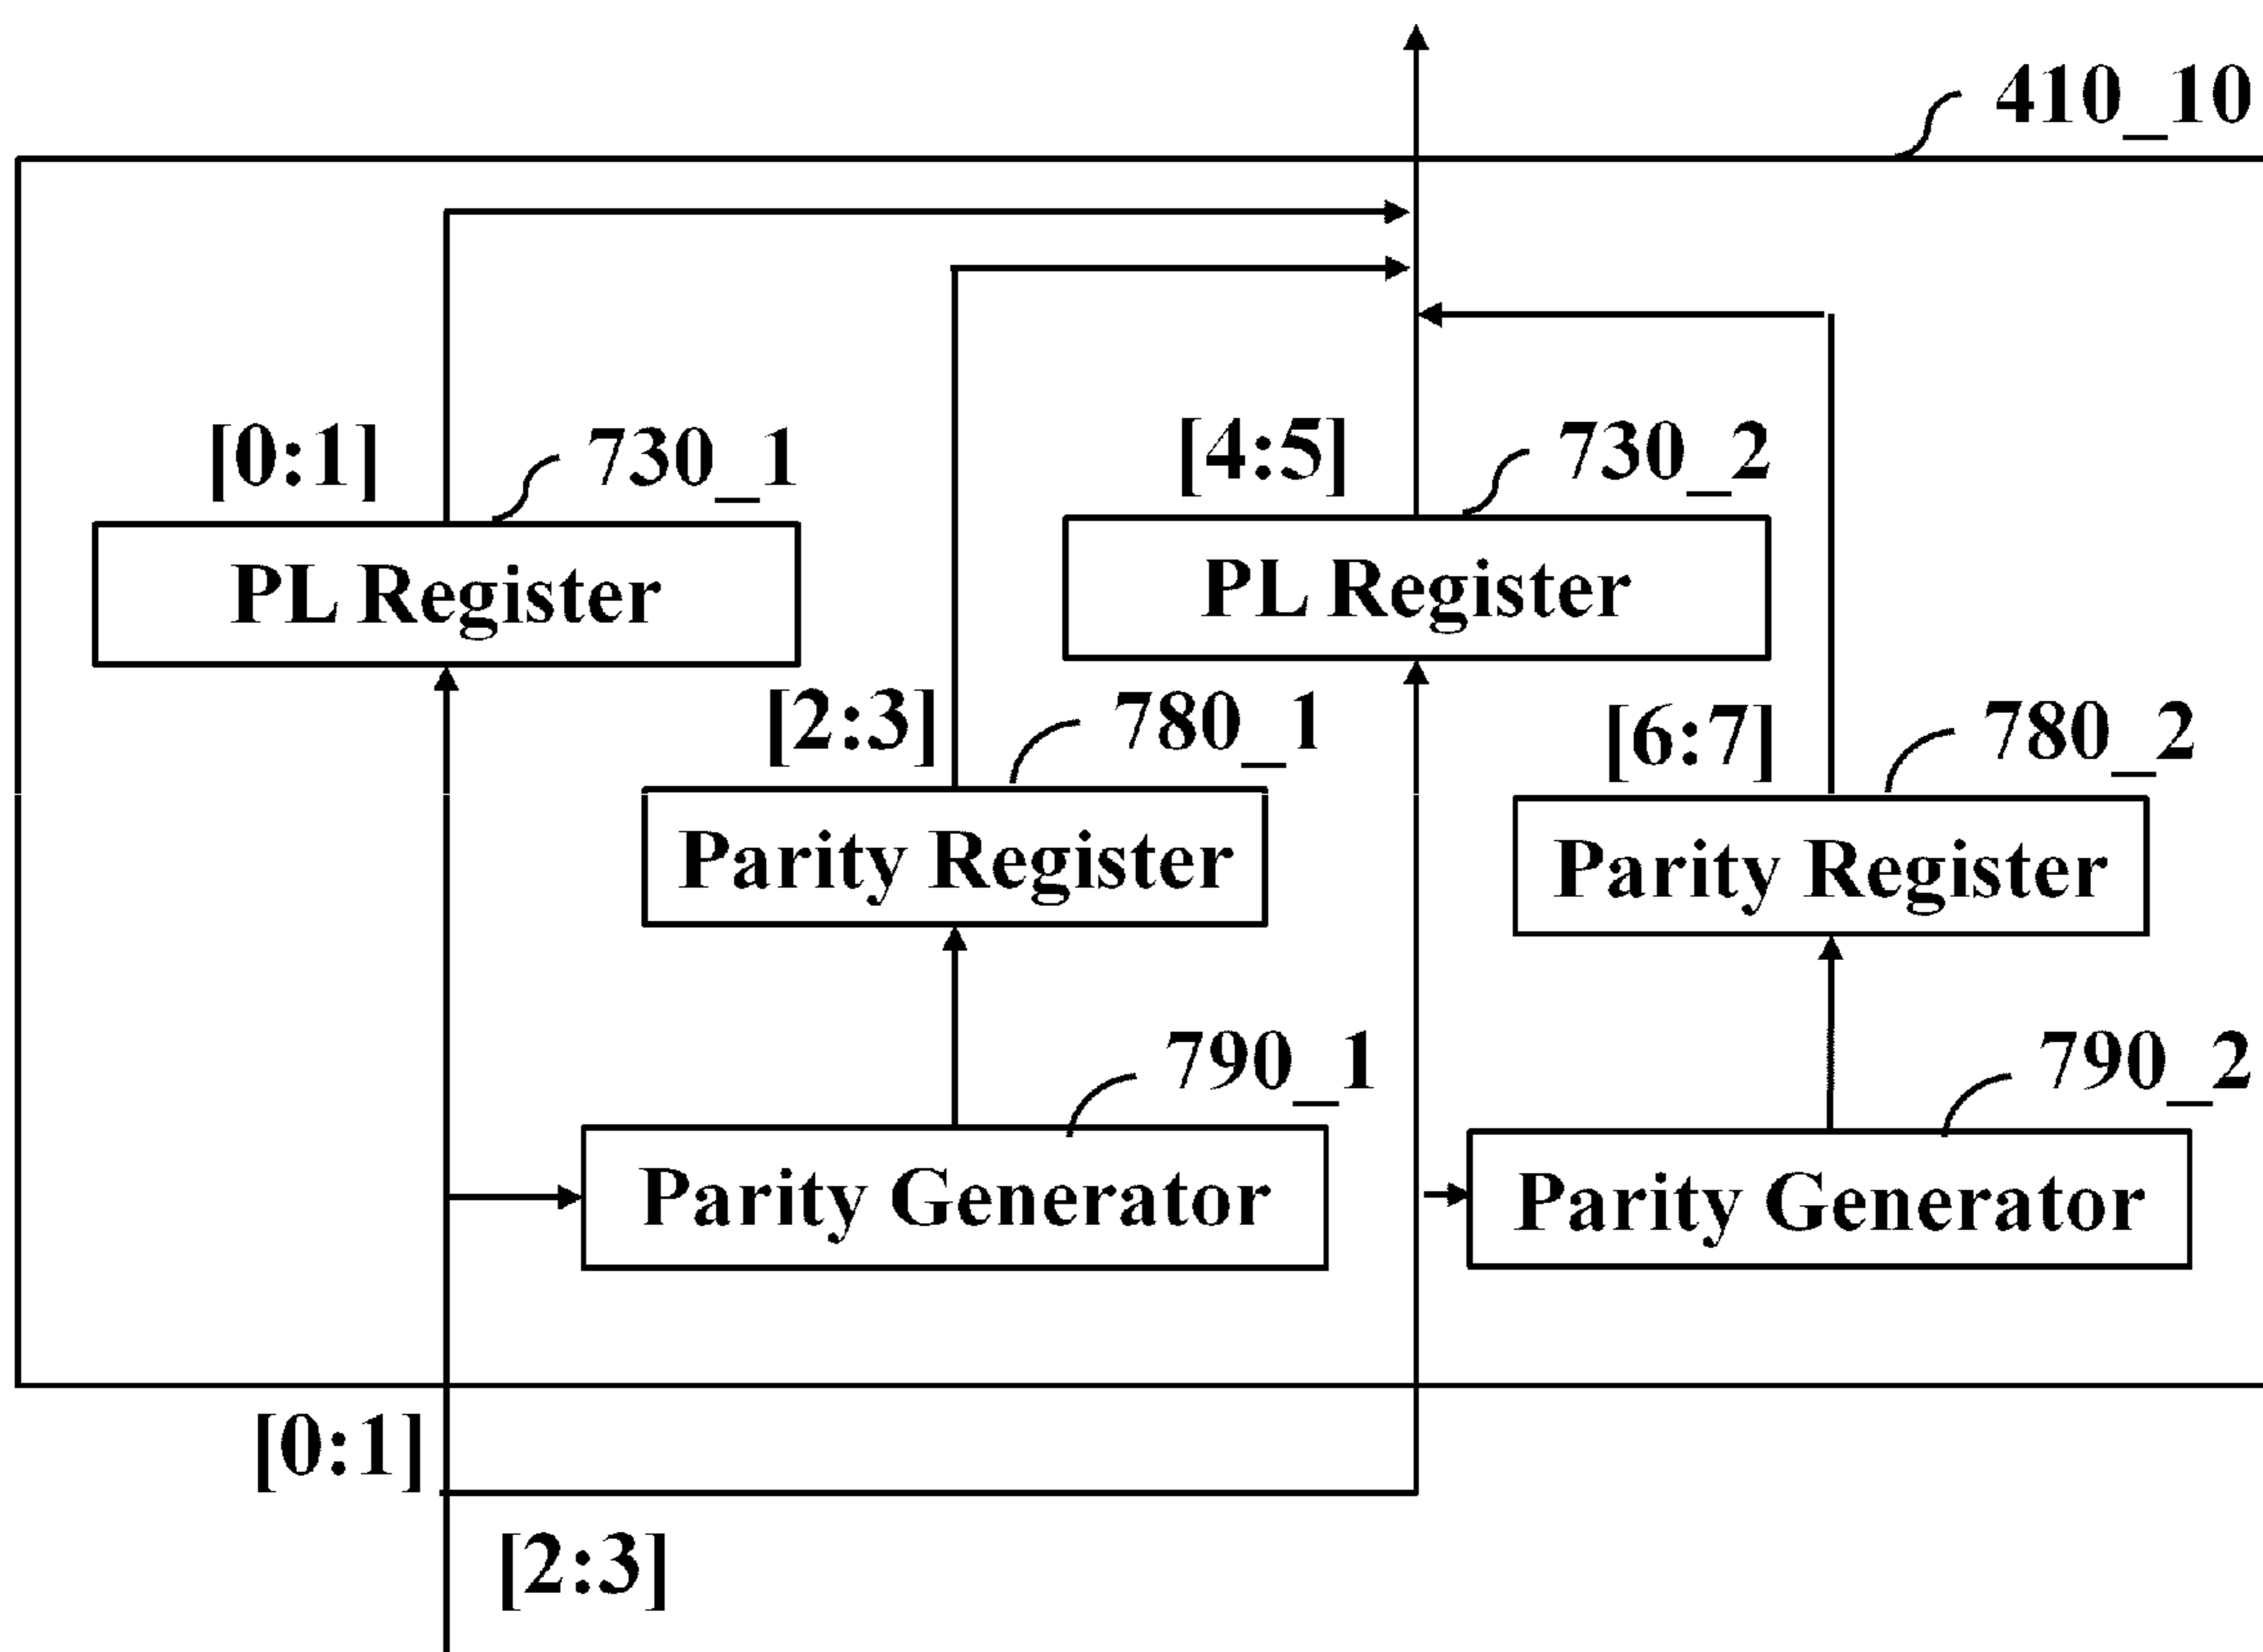 410_10
[0:1]
730_1
[4:5]
730_2
PL Register
PL Register
[2:3]
780_1
[6:7]
780_2
Parity Register
Parity Register
790_1
790_2
Parity Generator
Parity Generator
[0:1]
[2:3]